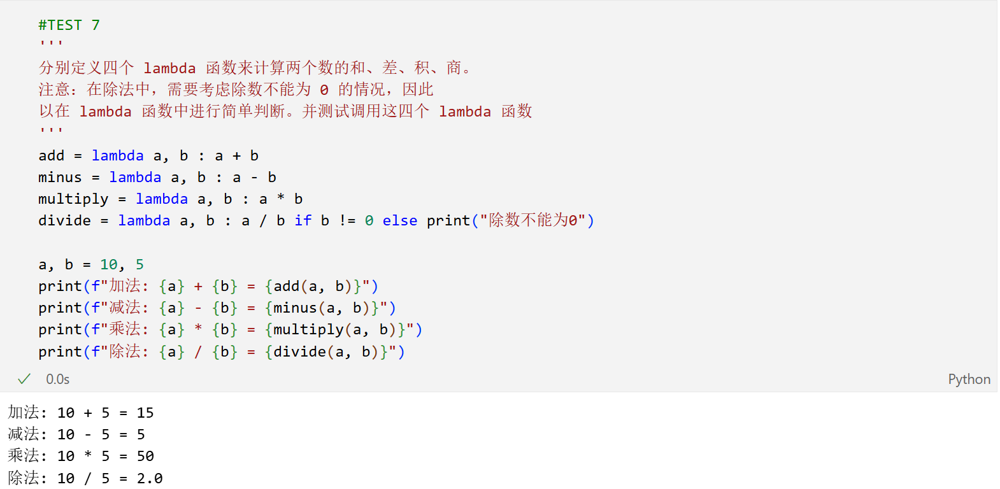 #TEST 7
'''
分别定义四个 lambda 函数来计算两个数的和、差、积、商。
注意：在除法中，需要考虑除数不能为 0 的情况，因此
以在 lambda 函数中进行简单判断。并测试调用这四个 lambda 函数
'''
add = lambda a, b : a + b
minus = lambda a, b : a - b
multiply = lambda a, b : a * b
divide = lambda a, b : a / b if b != 0 else print("除数不能为0")
a, b = 10, 5
print(f"加法: {a} + {b} = {add(a, b)}")
print(f"减法: {a} - {b} = {minus(a, b)}")
print(f"乘法: {a} * {b} = {multiply(a, b)}")
print(f"除法: {a} / {b} = {divide(a, b)}")
0.0s
Python
加法: 10 + 5 = 15
减法: 10 - 5 = 5
乘法: 10 * 5 = 50
除法: 10 / 5 = 2.0